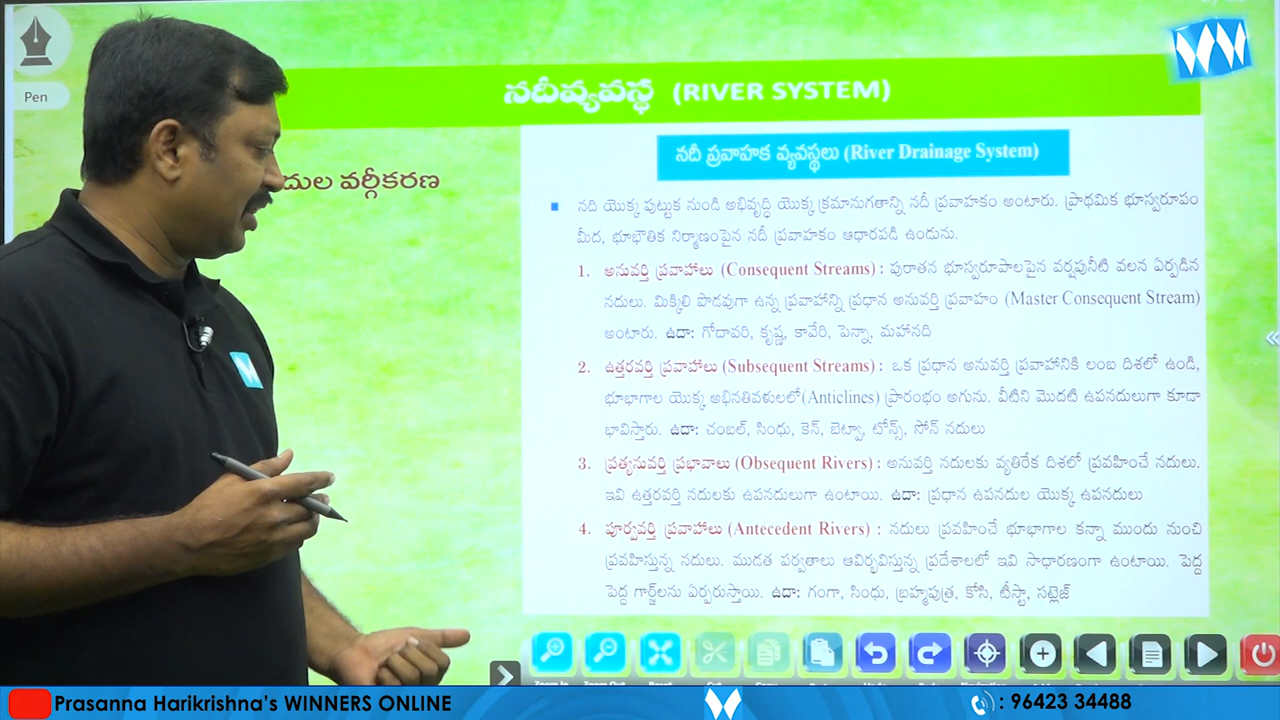 Pen
నదీవ్యవస్థ (RIVER SYSTEM)
నదీ ప్రవాహక వ్యవస్థలు (River Drainage System)
దుల వర్గీకరణ
■ నది యొక్క పుట్టుక నుండి అభివృద్ధి యొక్క క్రమానుగతాన్ని నదీ ప్రవాహకం అంటారు. ప్రాథమిక భూస్వరూపం
మీద, భూభౌతిక నిర్మాణంపైన నదీ ప్రవాహకం ఆధారపడి ఉండును.
1. అనువర్తి ప్రవాహాలు (Consequent Streams) : పురాతన భూస్వరూపాలపైన వర్షపునీటి వలన ఏర్పడిన
నదులు. మిక్కిలి పొడవుగా ఉన్న ప్రవాహాన్ని ప్రధాన అనువర్తి ప్రవాహం (Master Consequent Stream)
అంటారు. ఉదా: గోదావరి, కృష్ణ, కావేరి, పెన్నా, మహానది
2. ఉత్తరవర్తి ప్రవాహాలు (Subsequent Streams) : ఒక ప్రధాన అనువర్తి ప్రవాహానికి లంబ దిశలో ఉండి,
భూభాగాల యొక్క అభినతివళులలో(Anticlines) ప్రారంభం అగును. వీటిని మొదటి ఉపనదులుగా కూడా
భావిస్తారు. ఉదా: చంబల్, సింధు, కెన్, బెట్వా, టోన్స్, సోన్ నదులు
3. ప్రత్యనువర్తి ప్రభావాలు (Obsequent Rivers) : అనువర్తి నదులకు వ్యతిరేక దిశలో ప్రవహించే నదులు.
ఇవి ఉత్తరవర్తి నదులకు ఉపనదులుగా ఉంటాయి. ఉదా: ప్రధాన ఉపనదుల యొక్క ఉపనదులు
4. పూర్వవర్తి ప్రవాహాలు (Antecedent Rivers) : నదులు ప్రవహించే భూభాగాల కన్నా ముందు నుంచి
ప్రవహిస్తున్న నదులు. ముడత పర్వతాలు ఆవిర్భవిస్తున్న ప్రదేశాలలో ఇవి సాధారణంగా ఉంటాయి. పెద్ద
పెద్ద గార్జ్‌లను ఏర్పరుస్తాయి. ఉదా: గంగా, సింధు, బ్రహ్మపుత్ర, కోసి, టీస్టా, సట్లెజ్
Zoom In Zoom Out Reset Cut
Prasanna Harikrishna's WINNERS ONLINE
: 96423 34488